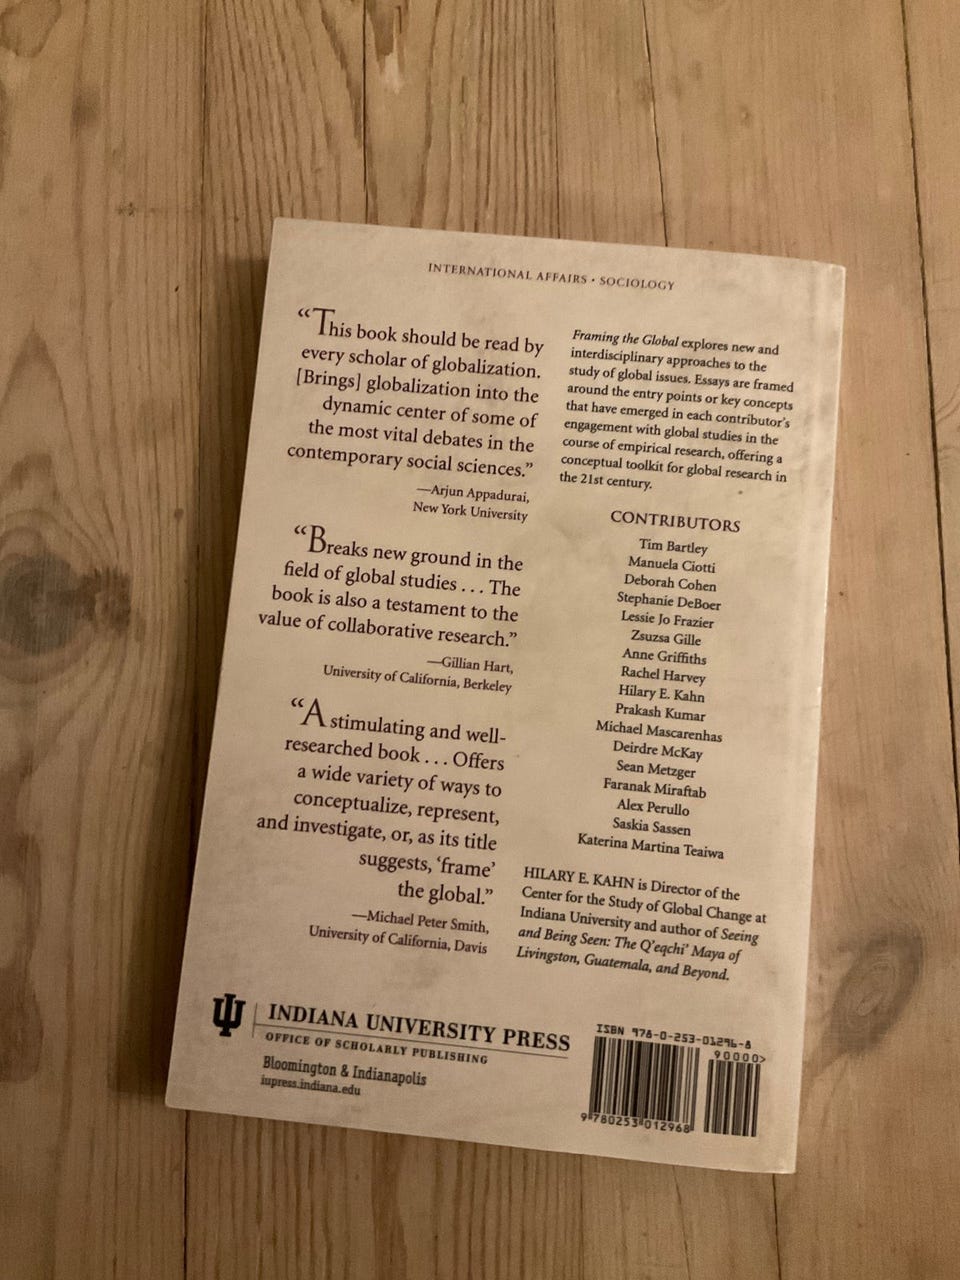 INTERNATIONAL AFFAIRS • SOCIOLOGY
“This book should be read by
every scholar of globalization.
[Brings] globalization into the
dynamic center of some of
the most vital debates in the
contemporary social sciences.”
—Arjun Appadurai,
New York University
“Breaks new ground in the
field of global studies . . . The
book is also a testament to the
value of collaborative research.”
—Gillian Hart,
University of California, Berkeley
“A stimulating and well-
researched book . . . Offers
a wide variety of ways to
conceptualize, represent,
and investigate, or, as its title
suggests, ‘frame’
the global.”
—Michael Peter Smith,
University of California, Davis
Framing the Global explores new and
interdisciplinary approaches to the
study of global issues. Essays are framed
around the entry points or key concepts
that have emerged in each contributor’s
engagement with global studies in the
course of empirical research, offering a
conceptual toolkit for global research in
the 21st century.
CONTRIBUTORS
Tim Bartley
Manuela Ciotti
Deborah Cohen
Stephanie DeBoer
Lessie Jo Frazier
Zsuzsa Gille
Anne Griffiths
Rachel Harvey
Hilary E. Kahn
Prakash Kumar
Michael Mascarenhas
Deirdre McKay
Sean Metzger
Faranak Miraftab
Alex Perullo
Saskia Sassen
Katerina Martina Teaiwa
HILARY E. KAHN is Director of the
Center for the Study of Global Change at
Indiana University and author of Seeing
and Being Seen: The Q’eqchi’ Maya of
Livingston, Guatemala, and Beyond.
INDIANA UNIVERSITY PRESS
OFFICE OF SCHOLARLY PUBLISHING
Bloomington & Indianapolis
iupress.indiana.edu
ISBN 978-0-253-01296-8
90000>
9 780253 012968